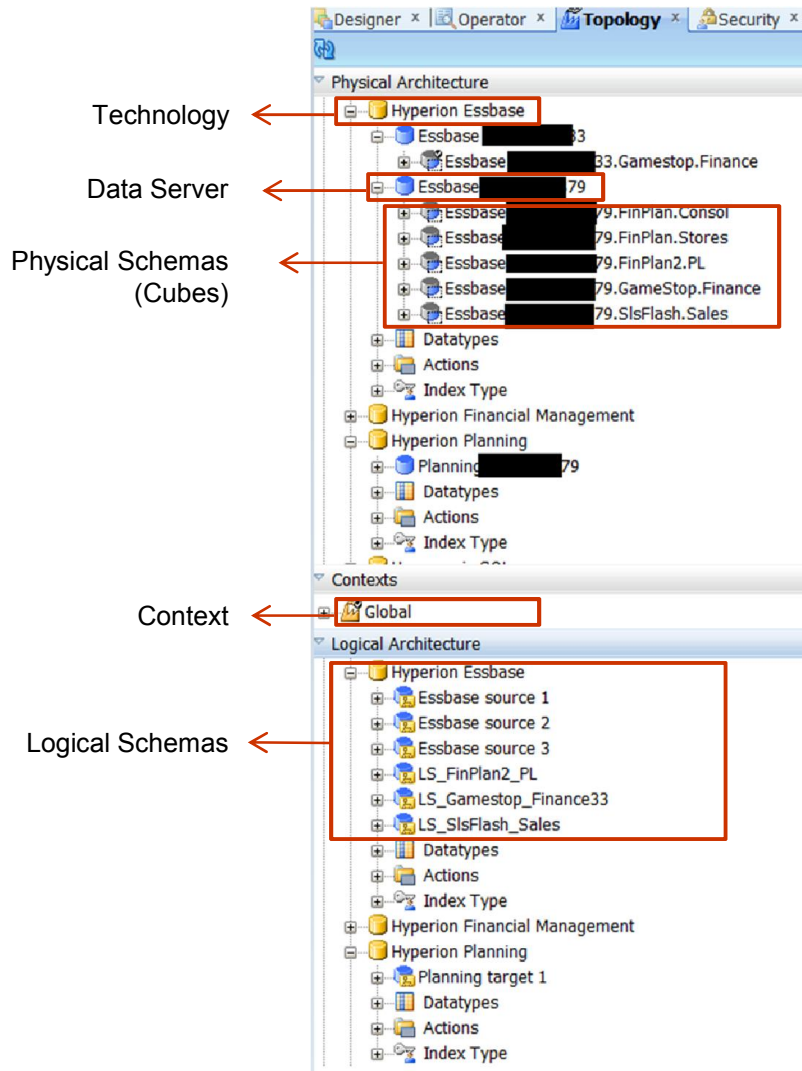 Designer × Operator × Topology × Security ×
Physical Architecture
Technology
Hyperion Essbase
Essbase 33
Essbase 33.Gamestop.Finance
Data Server
Essbase 79
Essbase 79.FinPlan.Consol
Essbase 79.FinPlan.Stores
Physical Schemas
(Cubes)
Essbase 79.FinPlan2.PL
Essbase 79.GameStop.Finance
Essbase 79.SlsFlash.Sales
Datatypes
Actions
Index Type
Hyperion Financial Management
Hyperion Planning
Planning 79
Datatypes
Actions
Index Type
Contexts
Context
Global
Logical Architecture
Hyperion Essbase
Essbase source 1
Essbase source 2
Logical Schemas
Essbase source 3
LS_FinPlan2_PL
LS_Gamestop_Finance33
LS_SlsFlash_Sales
Datatypes
Actions
Index Type
Hyperion Financial Management
Hyperion Planning
Planning target 1
Datatypes
Actions
Index Type